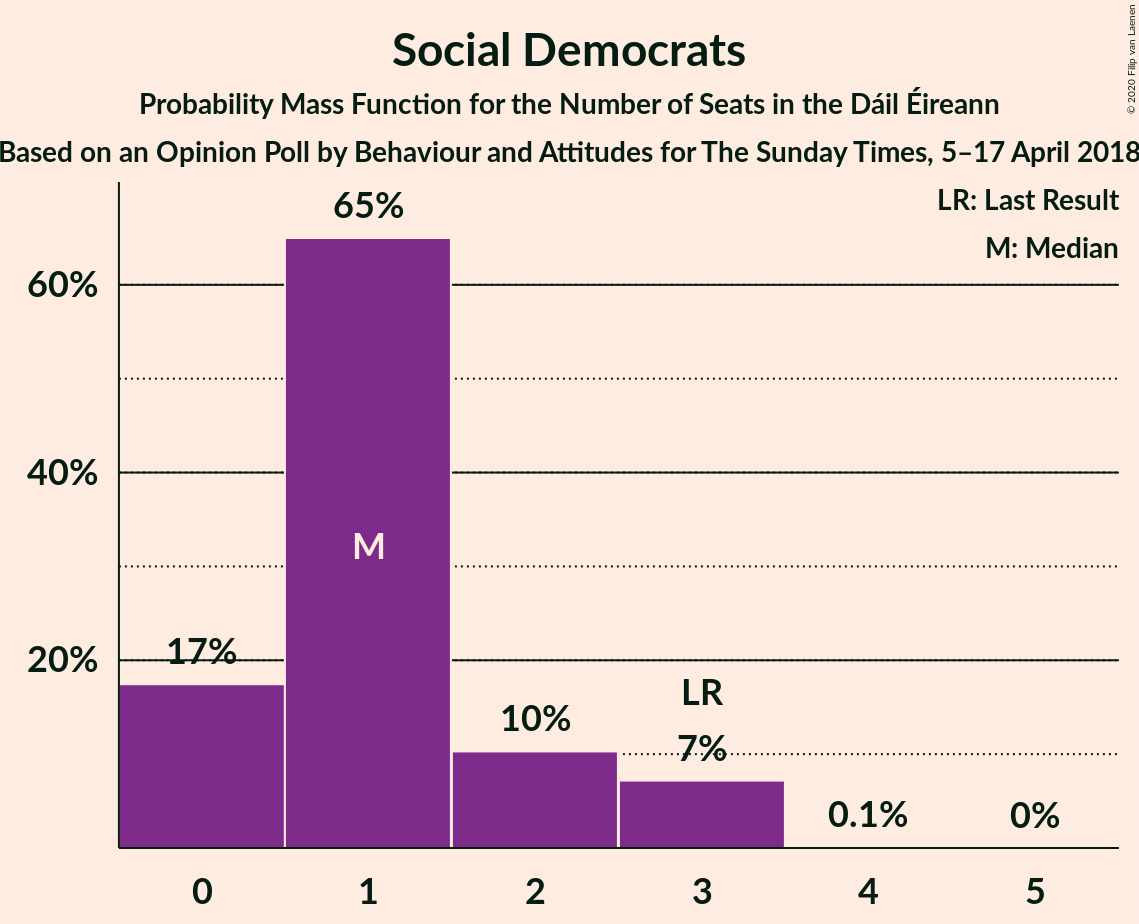 Social Democrats
Probability Mass Function for the Number of Seats in the Dáil Éireann
Based on an Opinion Poll by Behaviour and Attitudes for The Sunday Times, 5–17 April 2018
© 2020 Filip van Laenen
LR: Last Result
M: Median
65%
60%
40%
M
20%
17%
LR
10%
7%
0.1%
0%
0 1 2 3 4 5